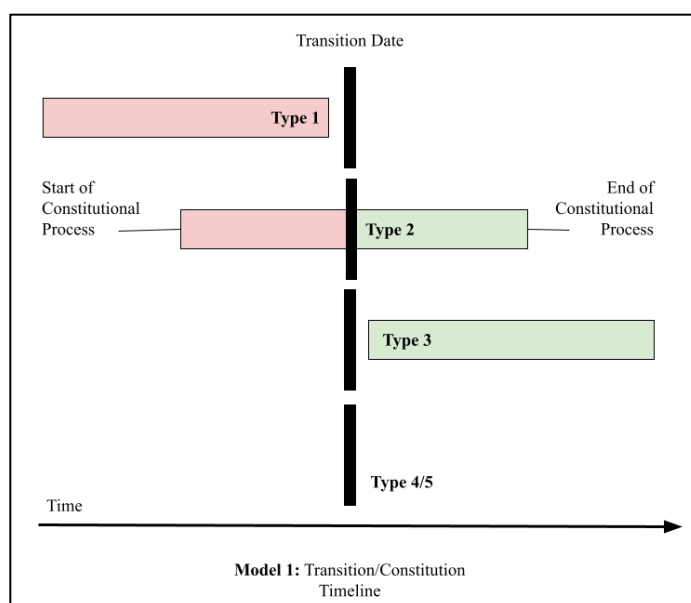 Transition Date
Type 1
Start of
Constitutional
Process
End of
Constitutional
Process
Type 2
Type 3
Type 4/5
Time
Model 1: Transition/Constitution
Timeline